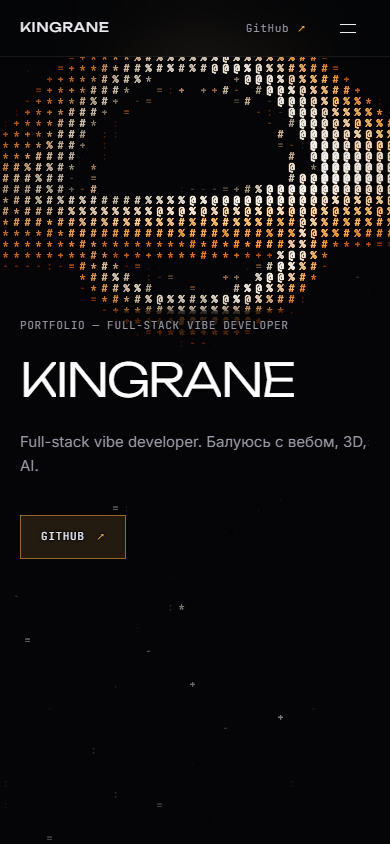 KINGRANE
GitHub ↗
PORTFOLIO — FULL-STACK VIBE DEVELOPER
KINGRANE
Full-stack vibe developer. Балуюсь с вебом, 3D,
AI.
GITHUB ↗